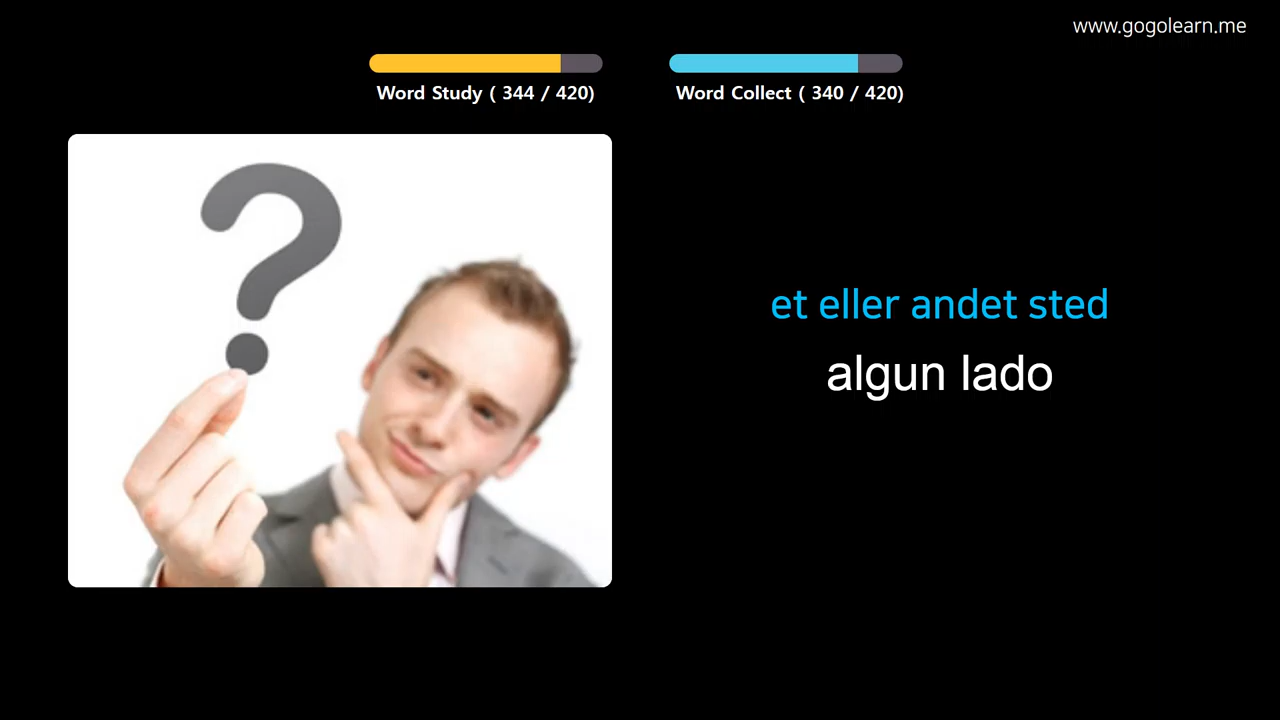 www.gogolearn.me
Word Study ( 344 / 420)
Word Collect ( 340 / 420)
?
et eller andet sted
algun lado